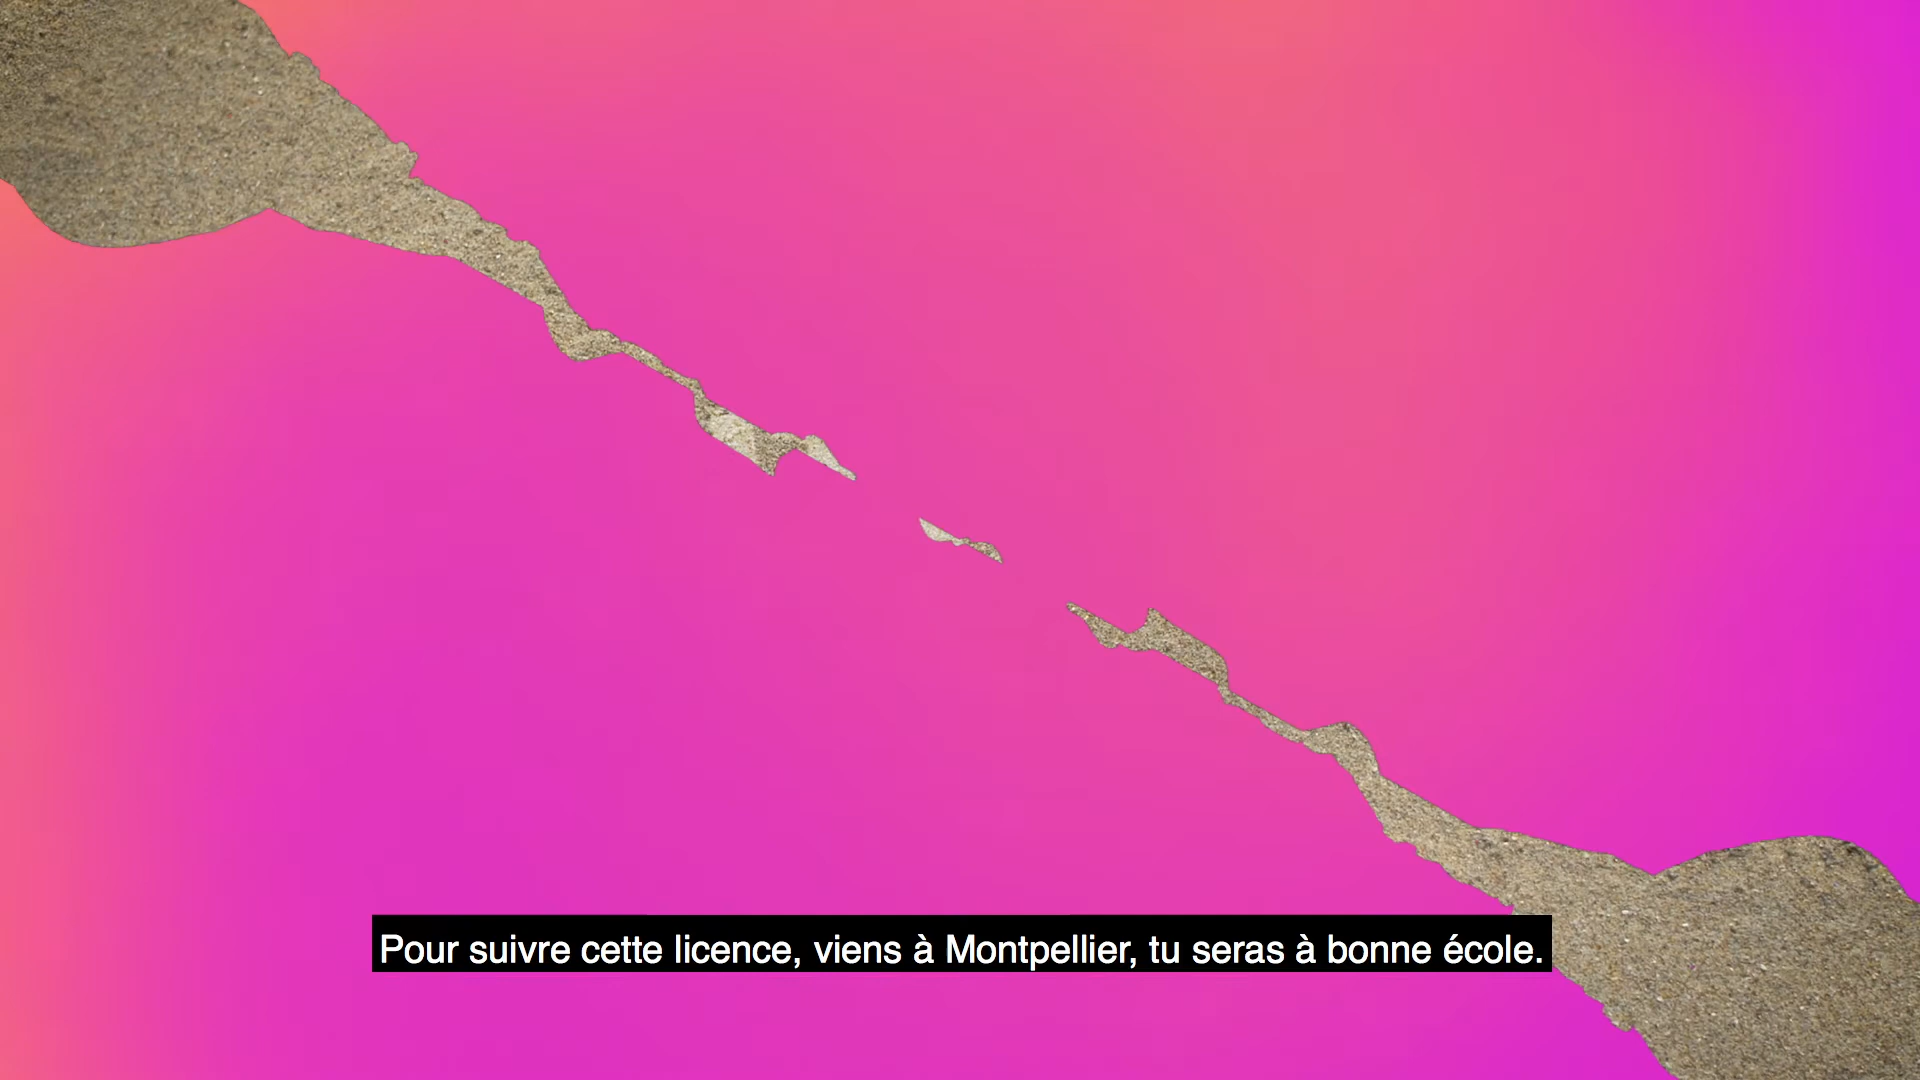 Pour suivre cette licence, viens à Montpellier, tu seras à bonne école.